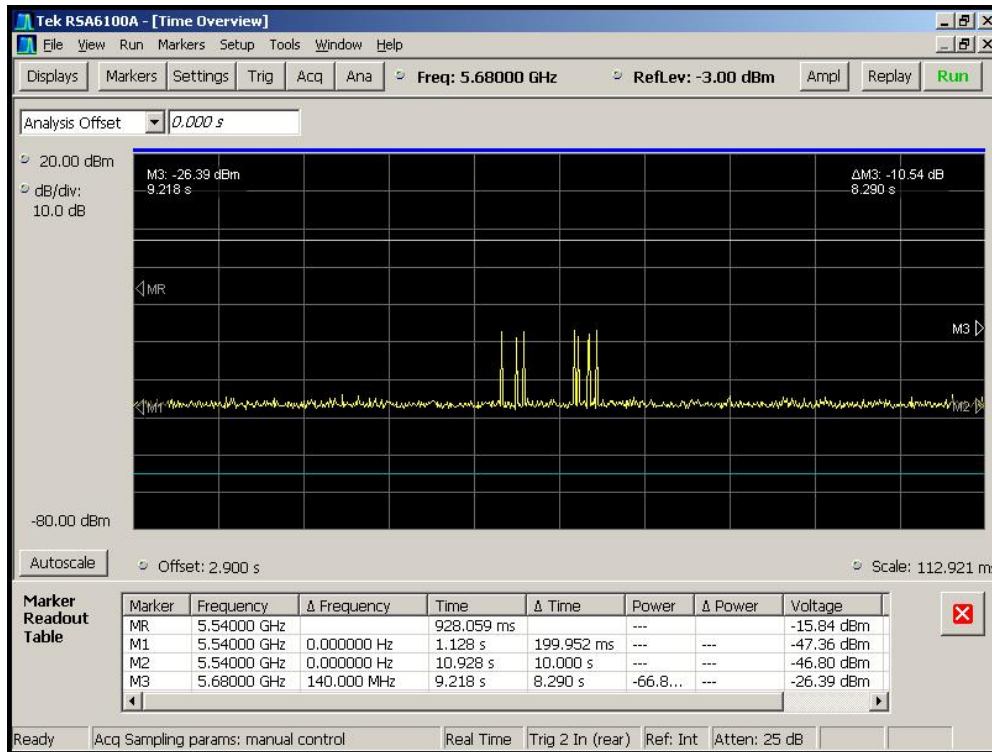 Tek RSA6100A - [Time Overview]
File View Run Markers Setup Tools Window Help
Displays Markers Settings Trig Acq Ana Freq: 5.68000 GHz RefLev: -3.00 dBm Ampl Replay Run
Analysis Offset 0.000 s
20.00 dBm
dB/div:
10.0 dB
M3: -26.39 dBm
9.218 s
ΔM3: -10.54 dB
8.290 s
MR
M3
M1
M2
-80.00 dBm
Autoscale Offset: 2.900 s Scale: 112.921 m
Marker
Readout
Table
Marker Frequency Δ Frequency Time Δ Time Power Δ Power Voltage
MR 5.54000 GHz 928.059 ms --- -15.84 dBm
M1 5.54000 GHz 0.000000 Hz 1.128 s 199.952 ms --- --- -47.36 dBm
M2 5.54000 GHz 0.000000 Hz 10.928 s 10.000 s --- --- -46.80 dBm
M3 5.68000 GHz 140.000 MHz 9.218 s 8.290 s -66.8... --- -26.39 dBm
Ready Acq Sampling params: manual control Real Time Trig 2 In (rear) Ref: Int Atten: 25 dB